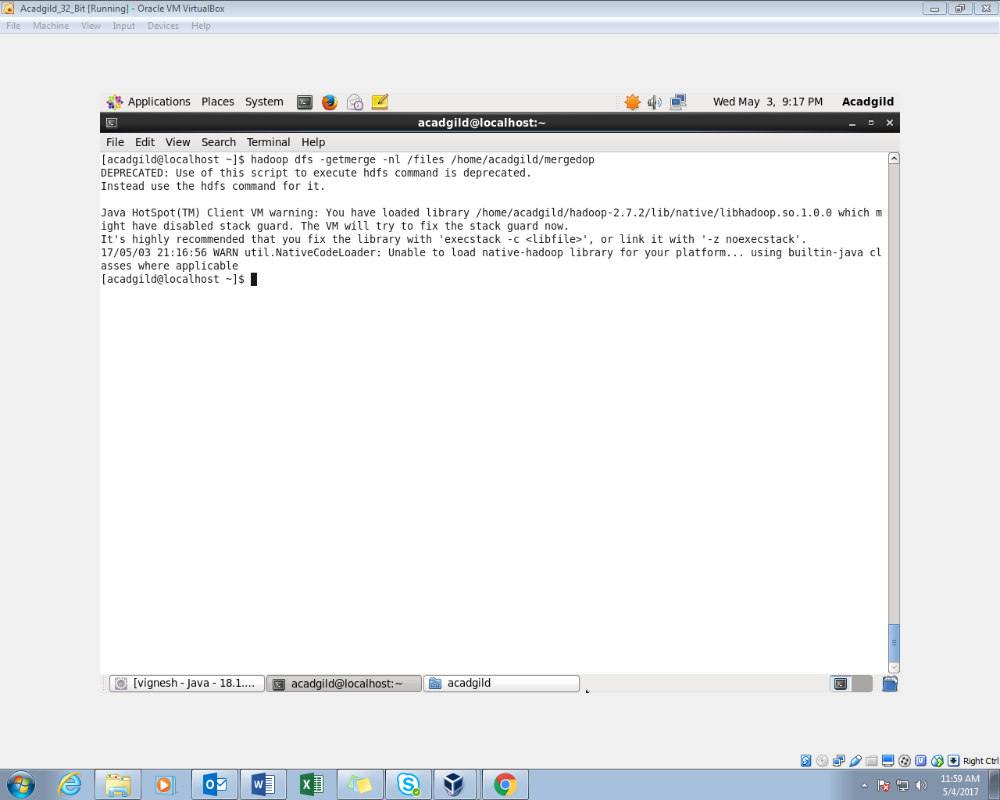 Acadgild_32_Bit [Running] - Oracle VM VirtualBox
File Machine View Input Devices Help
Applications Places System Wed May 3, 9:17 PM Acadgild
acadgild@localhost:~
File Edit View Search Terminal Help
[acadgild@localhost ~]$ hadoop dfs -getmerge -nl /files /home/acadgild/mergedop
DEPRECATED: Use of this script to execute hdfs command is deprecated.
Instead use the hdfs command for it.
Java HotSpot(TM) Client VM warning: You have loaded library /home/acadgild/hadoop-2.7.2/lib/native/libhadoop.so.1.0.0 which m
ight have disabled stack guard. The VM will try to fix the stack guard now.
It's highly recommended that you fix the library with 'execstack -c <libfile>', or link it with '-z noexecstack'.
17/05/03 21:16:56 WARN util.NativeCodeLoader: Unable to load native-hadoop library for your platform... using builtin-java cl
asses where applicable
[acadgild@localhost ~]$
[vignesh - Java - 18.1.... acadgild@localhost:~ acadgild
Right Ctrl
11:59 AM
5/4/2017